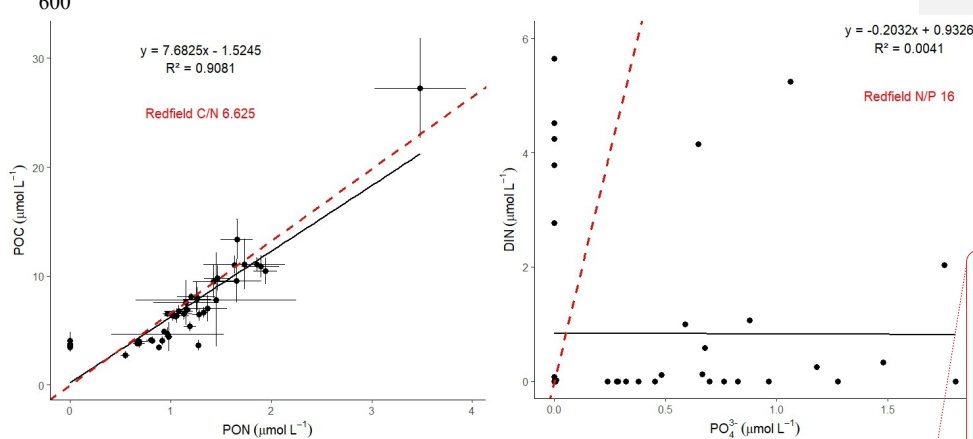 600
y = 7.6825x - 1.5245
R² = 0.9081
Redfield C/N 6.625
30
20
10
0
POC (μmol L⁻¹)
0 1 2 3 4
PON (μmol L⁻¹)
y = -0.2032x + 0.9326
R² = 0.0041
Redfield N/P 16
6
4
2
0
DIN (μmol L⁻¹)
0.0 0.5 1.0 1.5
PO₄³⁻ (μmol L⁻¹)